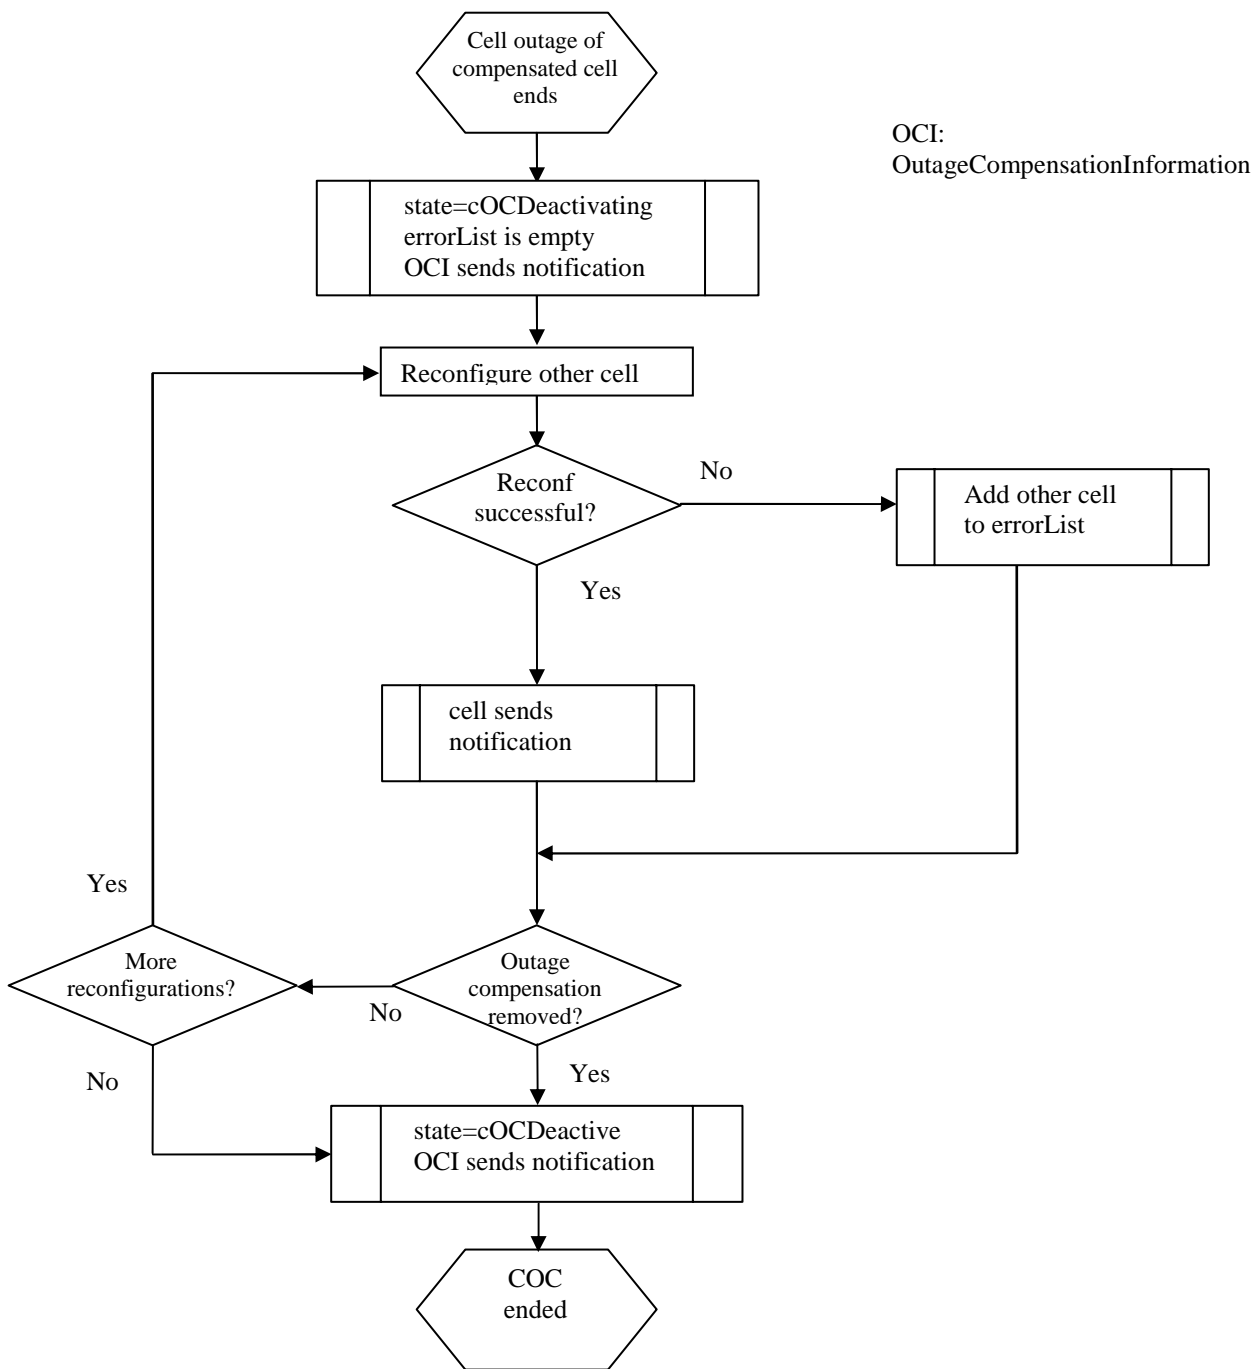 Cell outage of
compensated cell
ends
OCI:
OutageCompensationInformation
state=cOCDeactivating
errorList is empty
OCI sends notification
Reconfigure other cell
Reconf
successful?
No
Add other cell
to errorList
Yes
cell sends
notification
Yes
More
reconfigurations?
Outage
compensation
removed?
No
No
Yes
state=cOCDeactive
OCI sends notification
COC
ended